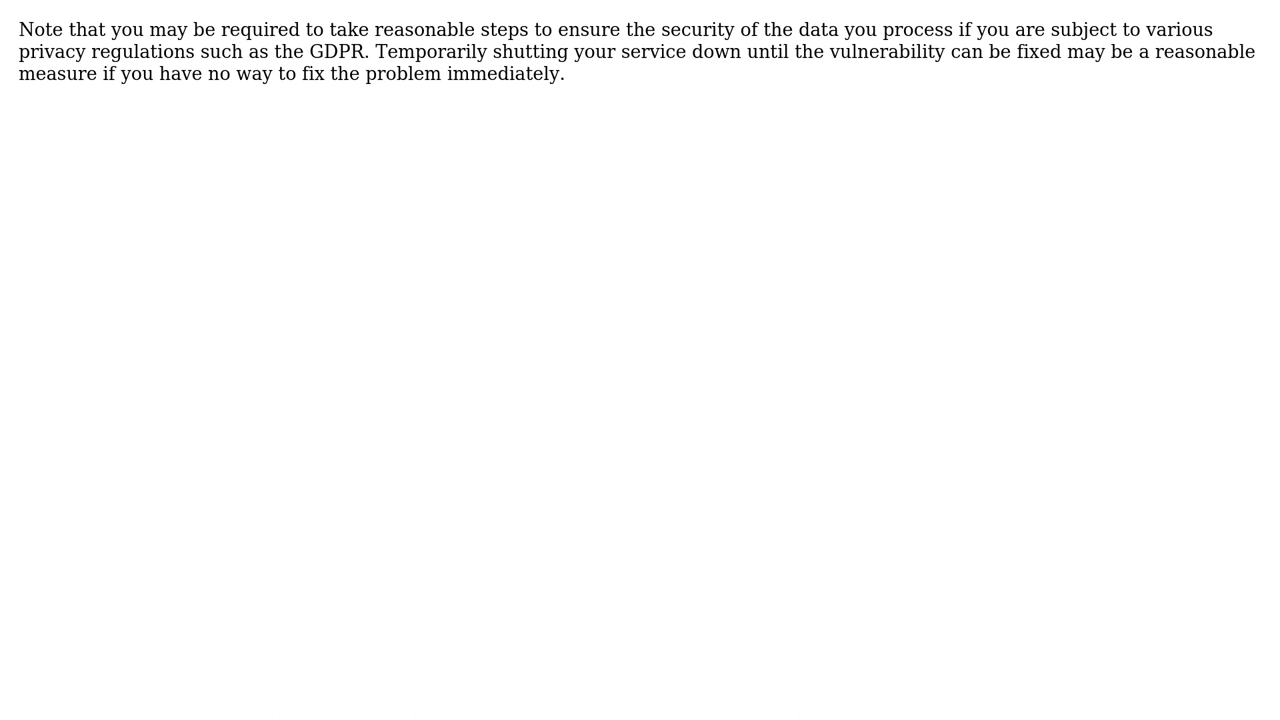 Note that you may be required to take reasonable steps to ensure the security of the data you process if you are subject to various
privacy regulations such as the GDPR. Temporarily shutting your service down until the vulnerability can be fixed may be a reasonable
measure if you have no way to fix the problem immediately.